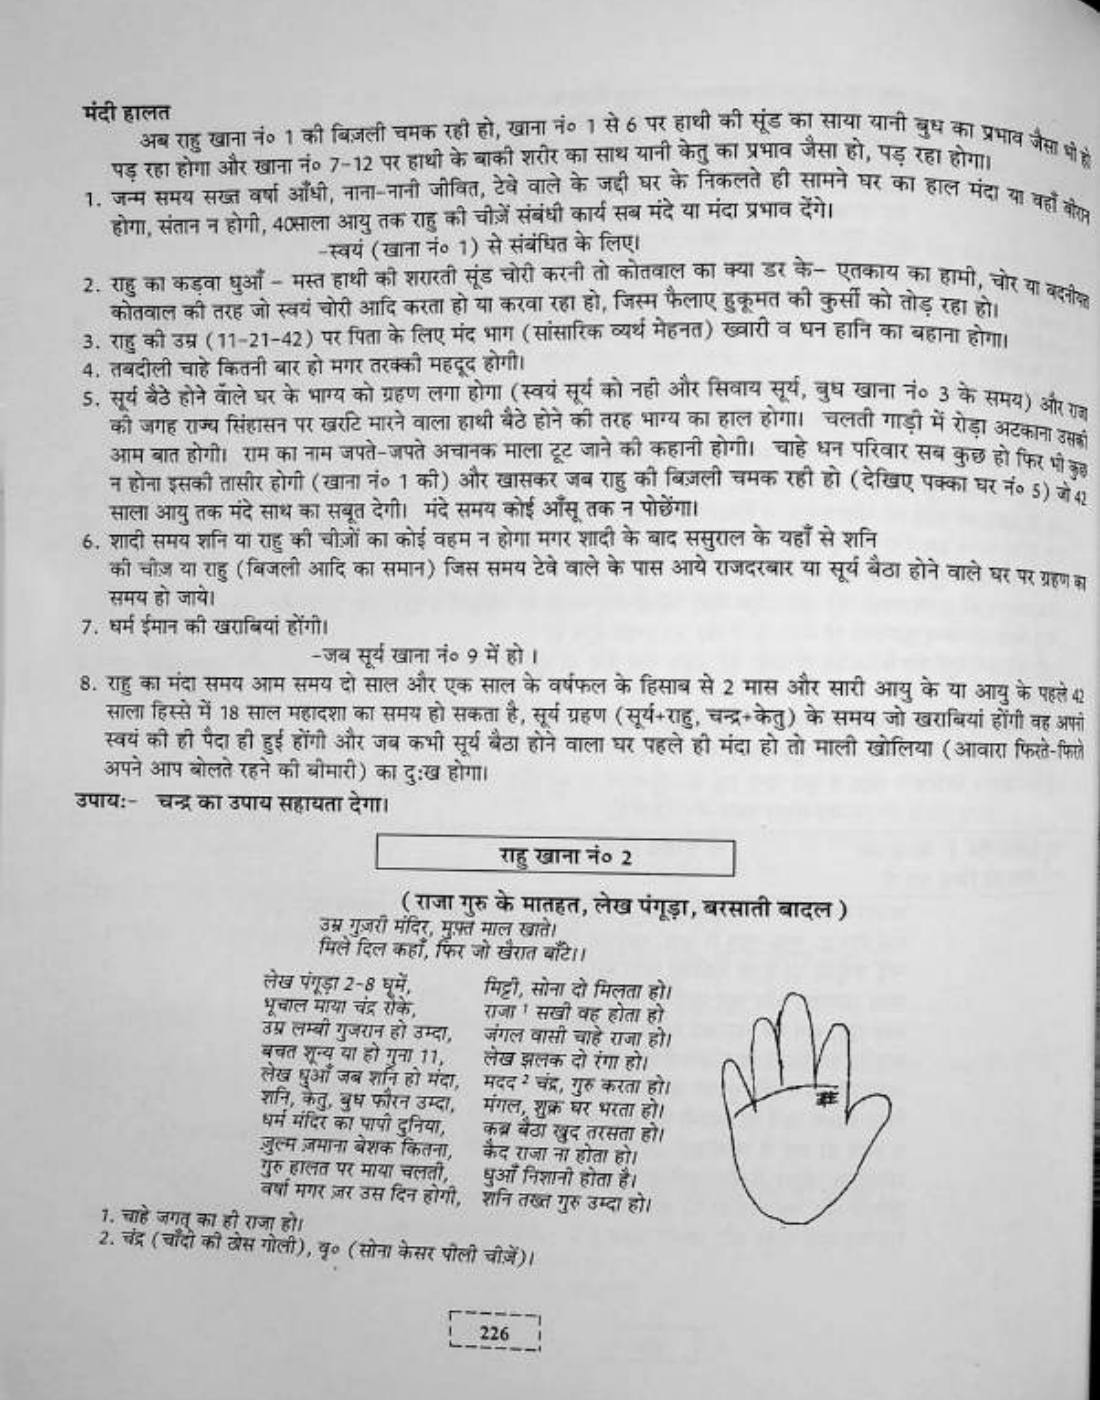 मंदी हालत
अब राहु खाना नं० 1 की बिज़ली चमक रही हो, खाना नं० 1 से 6 पर हाथी की सूंड का साया यानी बुध का प्रभाव जैसा भी हो
पड़ रहा होगा और खाना नं० 7-12 पर हाथी के बाकी शरीर का साथ यानी केतु का प्रभाव जैसा हो, पड़ रहा होगा।
1. जन्म समय सख्त वर्षा आँधी, नाना-नानी जीवित, टेवे वाले के जद्दी घर के निकलते ही सामने घर का हाल मंदा या वहाँ वीरान
होगा, संतान न होगी, 40साला आयु तक राहु की चीज़ें संबंधी कार्य सब मंदे या मंदा प्रभाव देंगे।
-स्वयं (खाना नं० 1) से संबंधित के लिए।
2. राहु का कड़वा धुआँ - मस्त हाथी की शरारती सूंड चोरी करनी तो कोतवाल का क्या डर के- एतकाय का हामी, चोर या बदनीयत
कोतवाल की तरह जो स्वयं चोरी आदि करता हो या करवा रहा हो, जिस्म फैलाए हुकूमत की कुर्सी को तोड़ रहा हो।
3. राहु की उम्र (11-21-42) पर पिता के लिए मंद भाग (सांसारिक व्यर्थ मेहनत) ख्वारी व धन हानि का बहाना होगा।
4. तबदीली चाहे कितनी बार हो मगर तरक्की महदूद होगी।
5. सूर्य बैठे होने वाले घर के भाग्य को ग्रहण लगा होगा (स्वयं सूर्य को नही और सिवाय सूर्य, बुध खाना नं० 3 के समय) और राजा
की जगह राज्य सिंहासन पर खरटि मारने वाला हाथी बैठे होने की तरह भाग्य का हाल होगा। चलती गाड़ी में रोड़ा अटकाना उसकी
आम बात होगी। राम का नाम जपते-जपते अचानक माला टूट जाने की कहानी होगी। चाहे धन परिवार सब कुछ हो फिर भी कुछ
न होना इसकी तासीर होगी (खाना नं० 1 की) और खासकर जब राहु की बिज़ली चमक रही हो (देखिए पक्का घर नं० 5) जो 42
साला आयु तक मंदे साथ का सबूत देगी। मंदे समय कोई आँसू तक न पोछेंगा।
6. शादी समय शनि या राहु की चीज़ों का कोई वहम न होगा मगर शादी के बाद ससुराल के यहाँ से शनि
की चीज़ या राहु (बिजली आदि का समान) जिस समय टेवे वाले के पास आये राजदरबार या सूर्य बैठा होने वाले घर पर ग्रहण का
समय हो जाये।
7. धर्म ईमान की खराबियां होंगी।
-जब सूर्य खाना नं० 9 में हो ।
8. राहु का मंदा समय आम समय दो साल और एक साल के वर्षफल के हिसाब से 2 मास और सारी आयु के या आयु के पहले 42
साला हिस्से में 18 साल महादशा का समय हो सकता है, सूर्य ग्रहण (सूर्य+राहु, चन्द्र+केतु) के समय जो खराबियां होंगी वह अपनो
स्वयं की ही पैदा ही हुई होंगी और जब कभी सूर्य बैठा होने वाला घर पहले ही मंदा हो तो माली खोलिया (आवारा फिरते-फिरते
अपने आप बोलते रहने की बीमारी) का दुःख होगा।
उपायः- चन्द्र का उपाय सहायता देगा।
राहु खाना नं० 2
(राजा गुरु के मातहत, लेख पंगूड़ा, बरसाती बादल)
उम्र गुज़री मंदिर, मुफ़्त माल खाते।
मिले दिल कहाँ, फिर जो खैरात बाँटे।।
लेख पंगूड़ा 2-8 घूमें, मिट्टी, सोना दो मिलता हो।
भूचाल माया चंद्र रोके, राजा ¹ सखी वह होता हो
उम्र लम्बी गुजरान हो उम्दा, जंगल वासी चाहे राजा हो।
बचत शून्य या हो गुना 11, लेख झलक दो रंगा हो।
लेख धुआँ जब शनि हो मंदा, मदद ² चंद्र, गुरु करता हो।
शनि, केतु, बुध फौरन उम्दा, मंगल, शुक्र घर भरता हो।
धर्म मंदिर का पापी दुनिया, कब्र बैठा खुद तरसता हो।
ज़ुल्म ज़माना बेशक कितना, कैद राजा ना होता हो।
गुरु हालत पर माया चलती, धुआँ निशानी होता है।
वर्षा मगर ज़र उस दिन होगी, शनि तख्त गुरु उम्दा हो।
1. चाहे जगत् का ही राजा हो।
2. चंद्र (चाँदी की ठोस गोली), वृ० (सोना केसर पीली चीज़ें)।
226